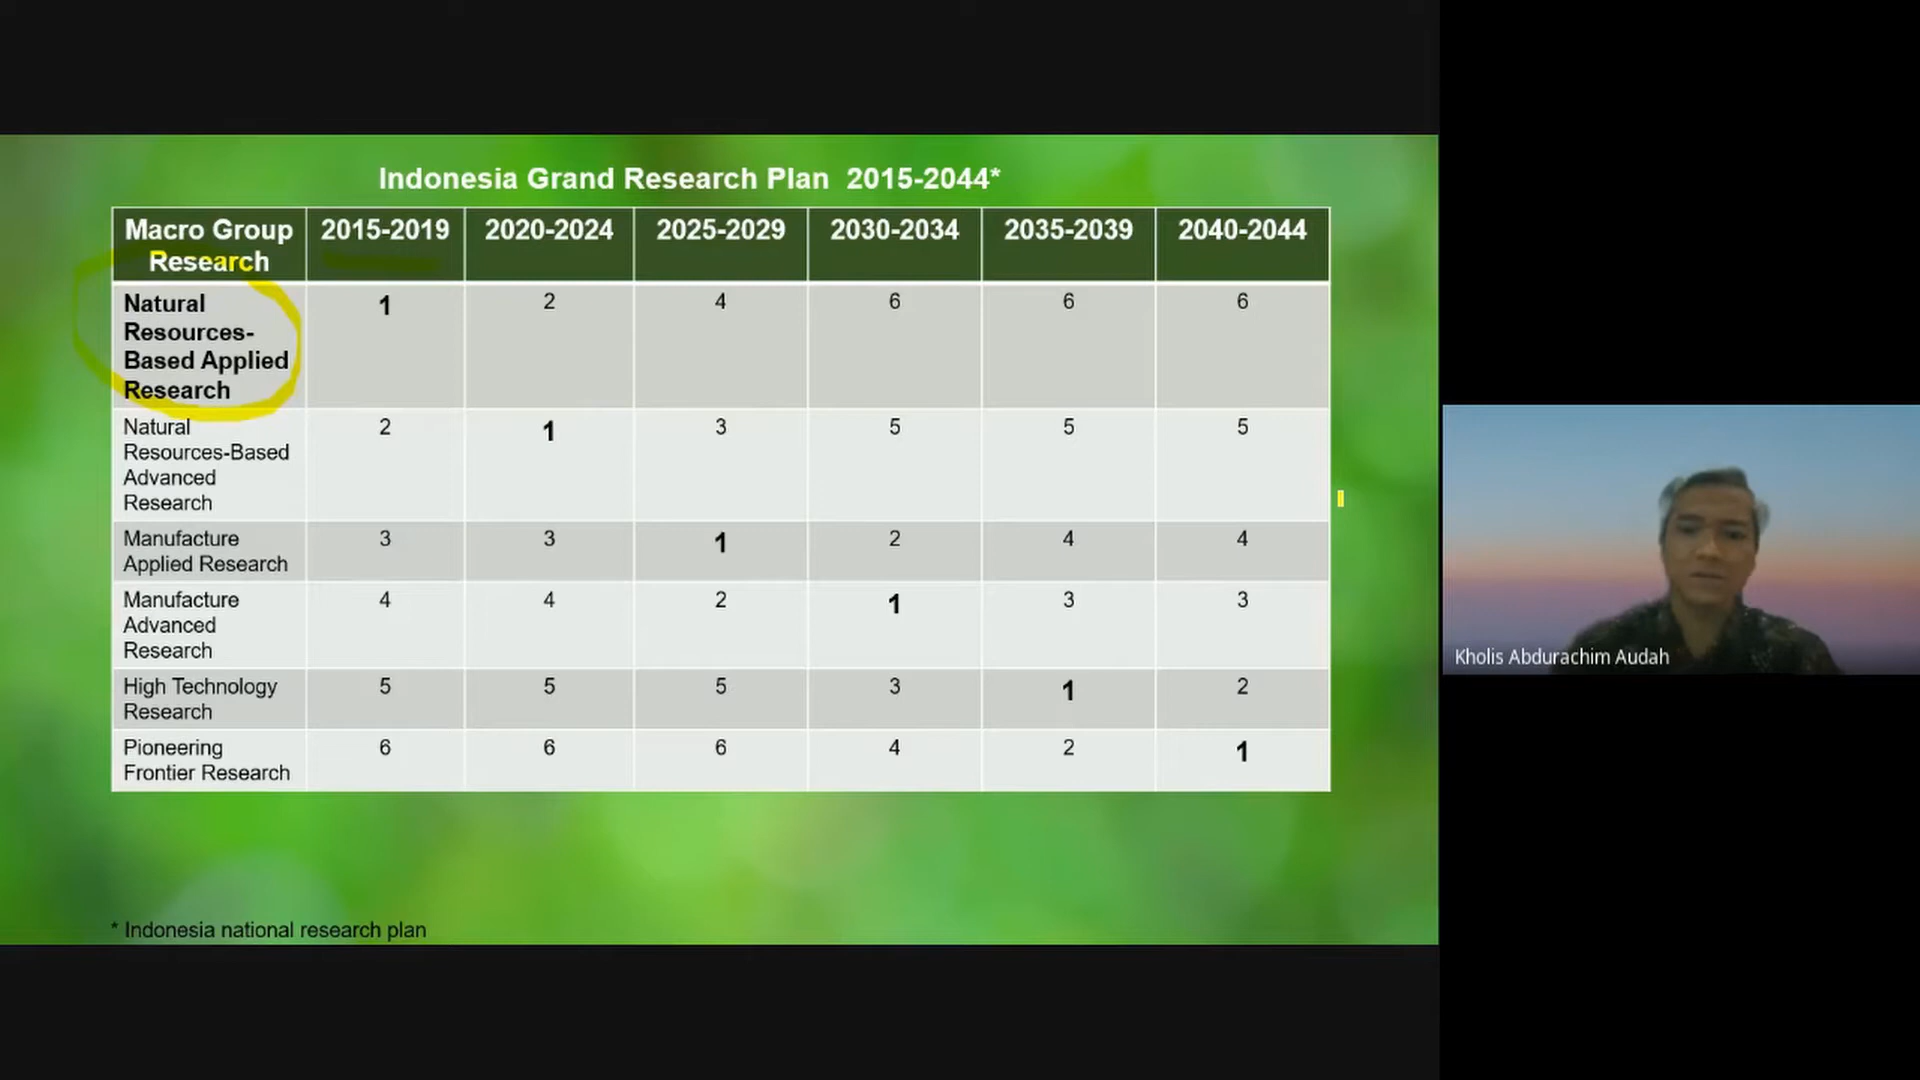 Indonesia Grand Research Plan 2015-2044*
Macro Group Research 2015-2019 2020-2024 2025-2029 2030-2034 2035-2039 2040-2044
Natural Resources-Based Applied Research 1 2 4 6 6 6
Natural Resources-Based Advanced Research 2 1 3 5 5 5
Manufacture Applied Research 3 3 1 2 4 4
Manufacture Advanced Research 4 4 2 1 3 3
High Technology Research 5 5 5 3 1 2
Pioneering Frontier Research 6 6 6 4 2 1
* Indonesia national research plan
Kholis Abdurachim Audah